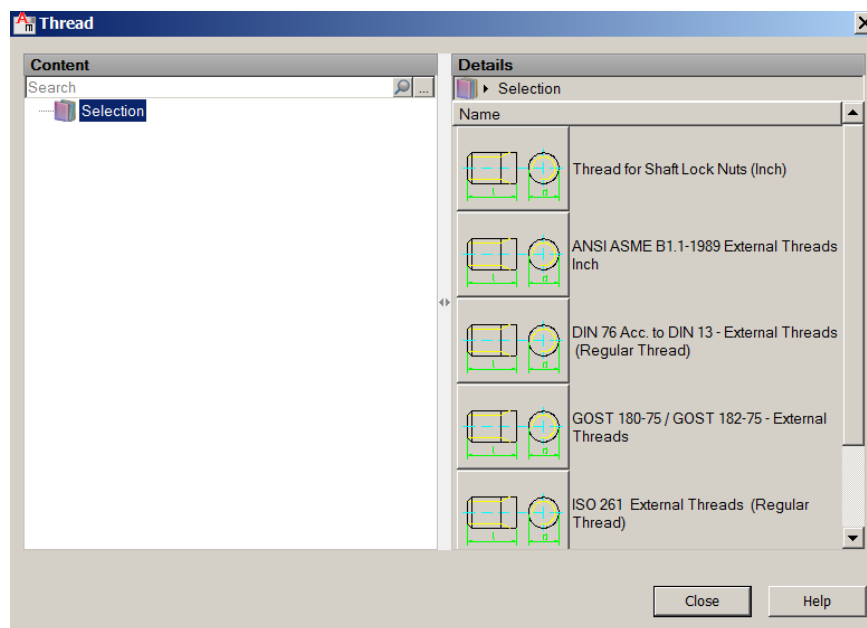 Thread
Content
Search
...
Selection
Details
Selection
Name
Thread for Shaft Lock Nuts (Inch)
ANSI ASME B1.1-1989 External Threads
Inch
DIN 76 Acc. to DIN 13 - External Threads
(Regular Thread)
GOST 180-75 / GOST 182-75 - External
Threads
ISO 261 External Threads (Regular
Thread)
Close
Help